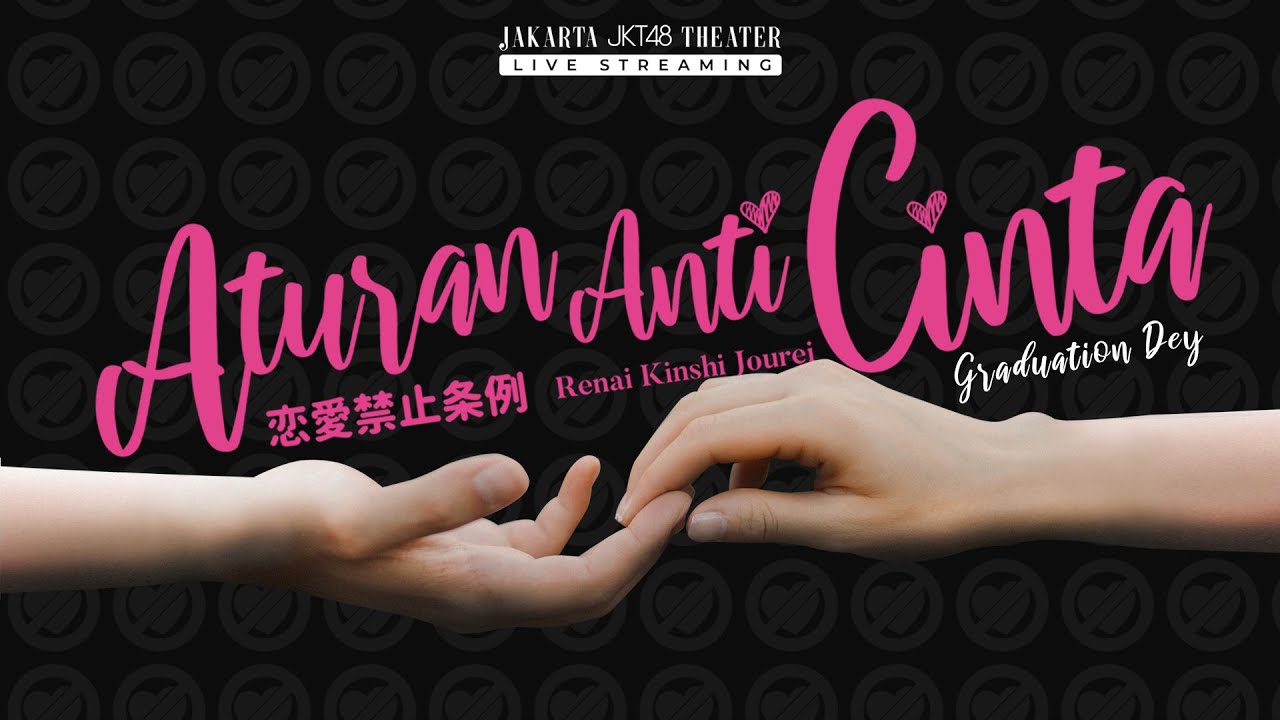 JAKARTA JKT48 THEATER
LIVE STREAMING
Aturan Anti Cinta
恋愛禁止条例 Renai Kinshi Jourei
Graduation Dey